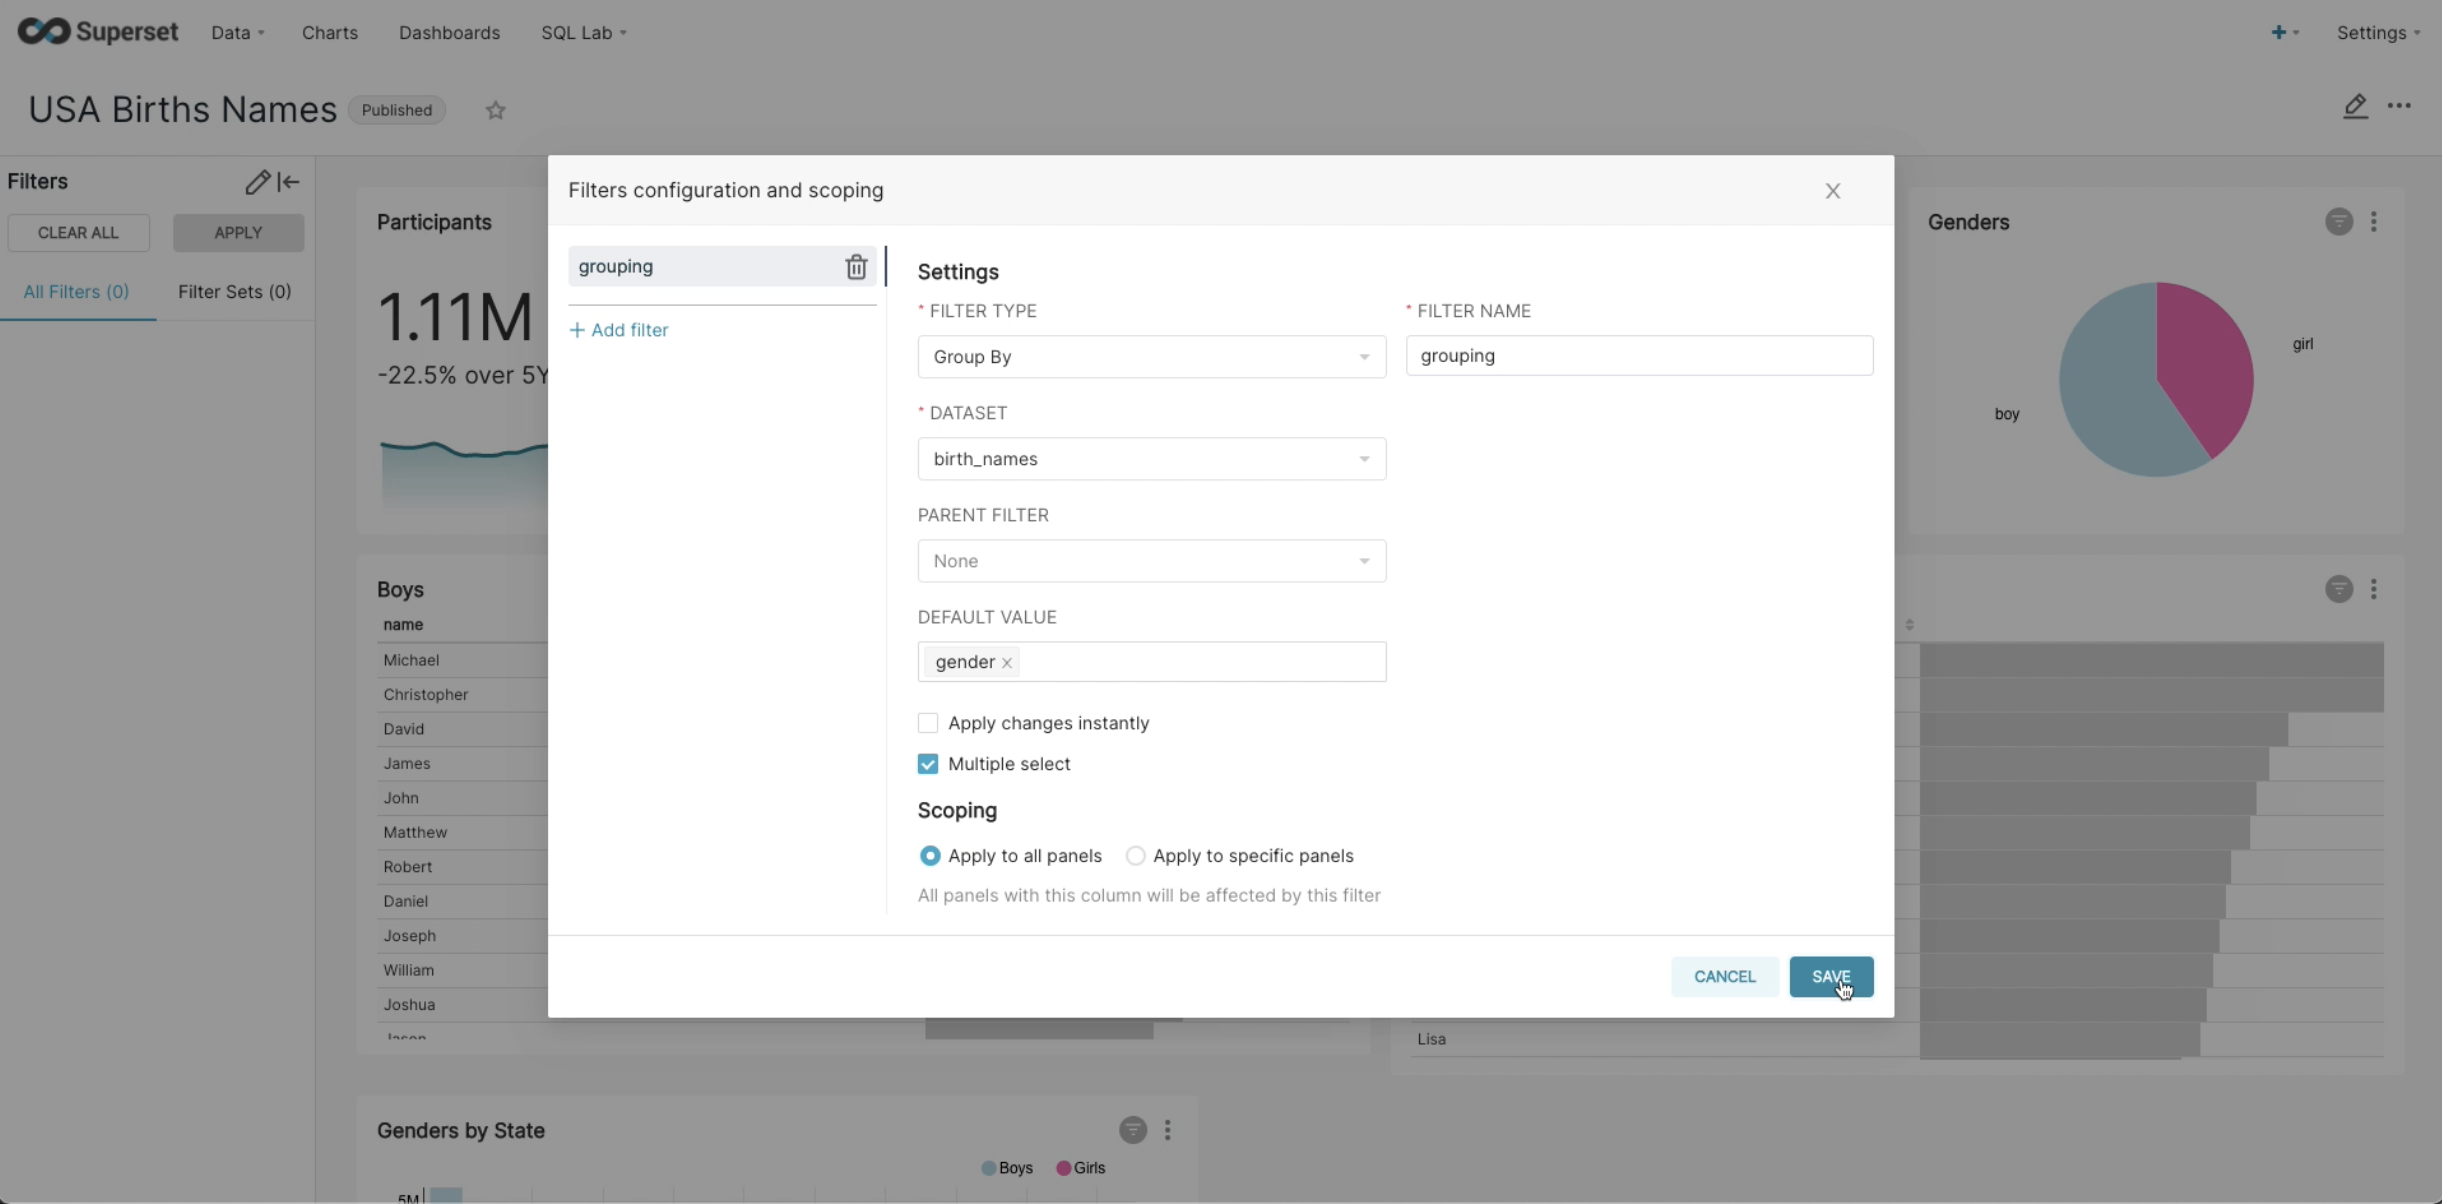 Superset
Data
Charts
Dashboards
SQL Lab
+
Settings
USA Births Names
Published
Filters
CLEAR ALL
APPLY
All Filters (0)
Filter Sets (0)
Participants
1.11M
-22.5% over 5Y
Boys
name
Michael
Christopher
David
James
John
Matthew
Robert
Daniel
Joseph
William
Joshua
Jason
Filters configuration and scoping
X
grouping
+ Add filter
Settings
* FILTER TYPE
Group By
* FILTER NAME
grouping
* DATASET
birth_names
PARENT FILTER
None
DEFAULT VALUE
gender ×
Apply changes instantly
Multiple select
Scoping
Apply to all panels
Apply to specific panels
All panels with this column will be affected by this filter
CANCEL
SAVE
Genders
girl
boy
Lisa
Genders by State
Boys
Girls
5M